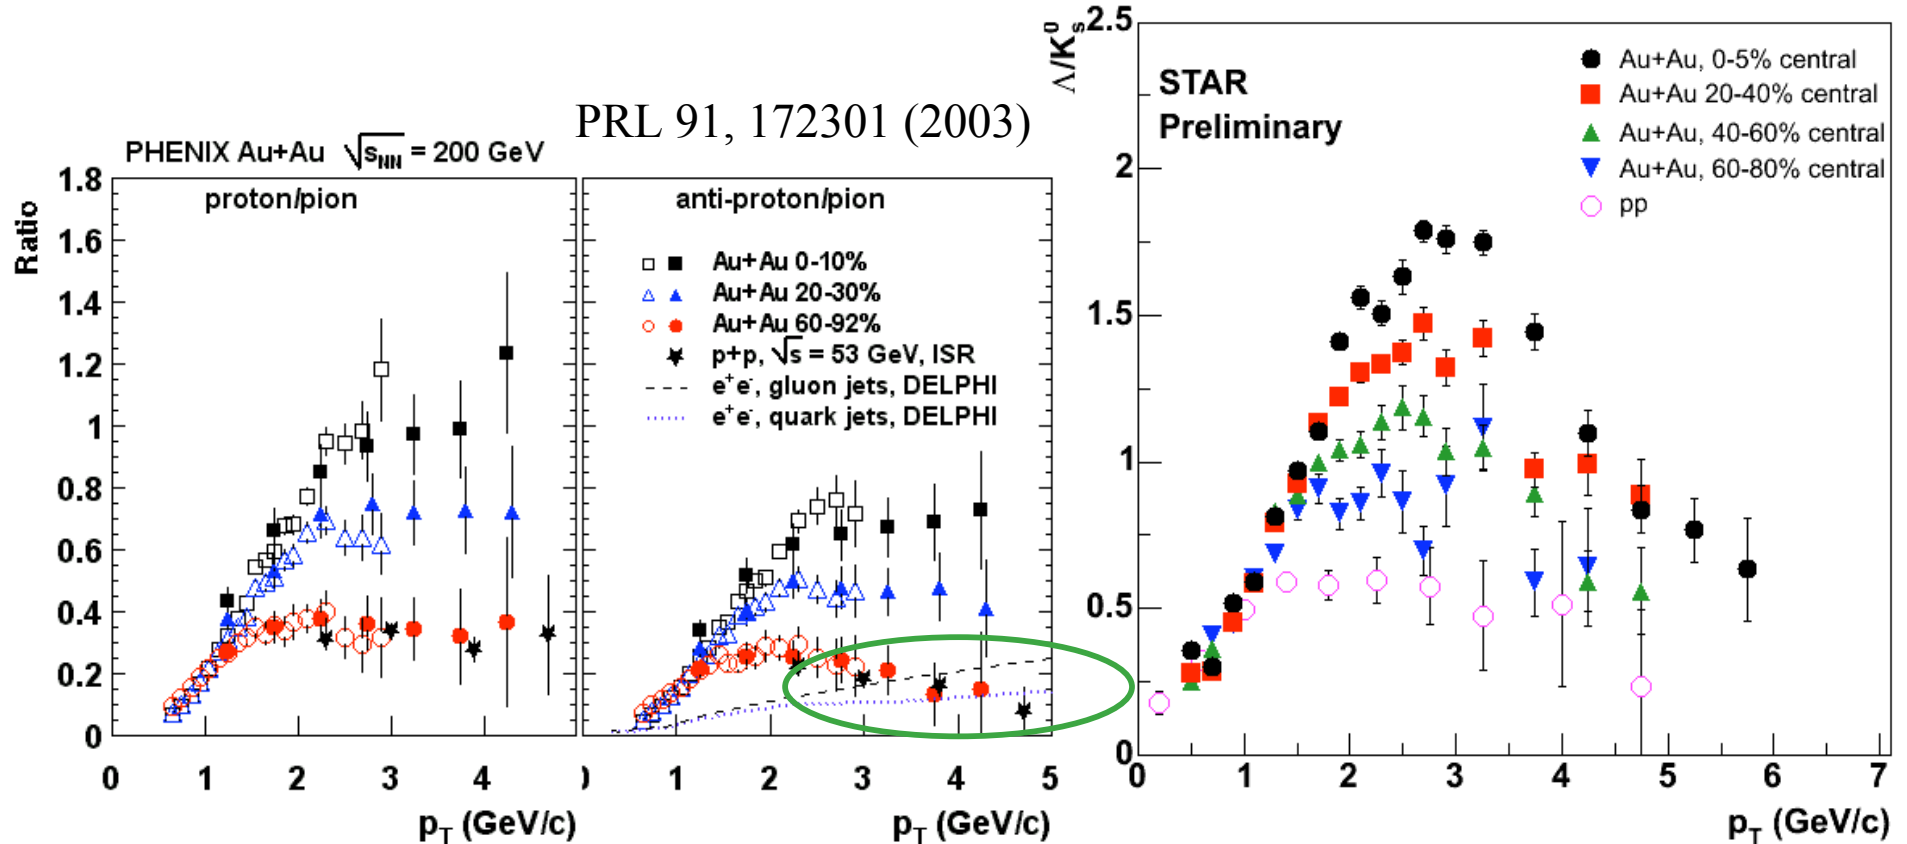 PRL 91, 172301 (2003)
PHENIX Au+Au √s_NN = 200 GeV
proton/pion
Ratio
1.8
1.6
1.4
1.2
1
0.8
0.6
0.4
0.2
0
0 1 2 3 4
p_T (GeV/c)
anti-proton/pion
Au+Au 0-10%
Au+Au 20-30%
Au+Au 60-92%
p+p, √s = 53 GeV, ISR
e⁺e⁻, gluon jets, DELPHI
e⁺e⁻, quark jets, DELPHI
1 2 3 4 5
p_T (GeV/c)
Λ/K⁰_s
2.5
2
1.5
1
0.5
0
STAR
Preliminary
Au+Au, 0-5% central
Au+Au 20-40% central
Au+Au, 40-60% central
Au+Au, 60-80% central
pp
0 1 2 3 4 5 6 7
p_T (GeV/c)